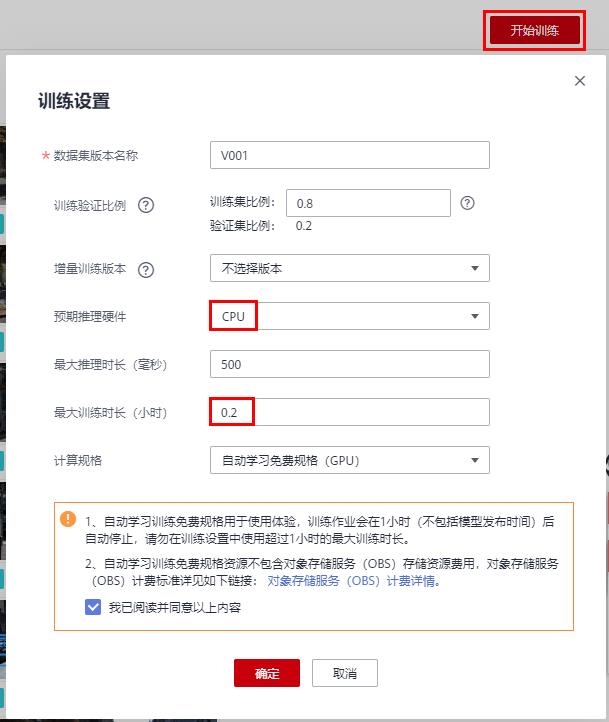 开始训练
训练设置
* 数据集版本名称 V001
训练验证比例 ? 训练集比例： 0.8 ?
验证集比例： 0.2
增量训练版本 ? 不选择版本
预期推理硬件 CPU
最大推理时长（毫秒） 500
最大训练时长（小时） 0.2
计算规格 自动学习免费规格（GPU）
1、自动学习训练免费规格用于使用体验，训练作业会在1小时（不包括模型发布时间）后
自动停止，请勿在训练设置中使用超过1小时的最大训练时长。
2、自动学习训练免费规格资源不包含对象存储服务（OBS）存储资源费用，对象存储服务
（OBS）计费标准详见如下链接： 对象存储服务（OBS）计费详情。
我已阅读并同意以上内容
确定 取消